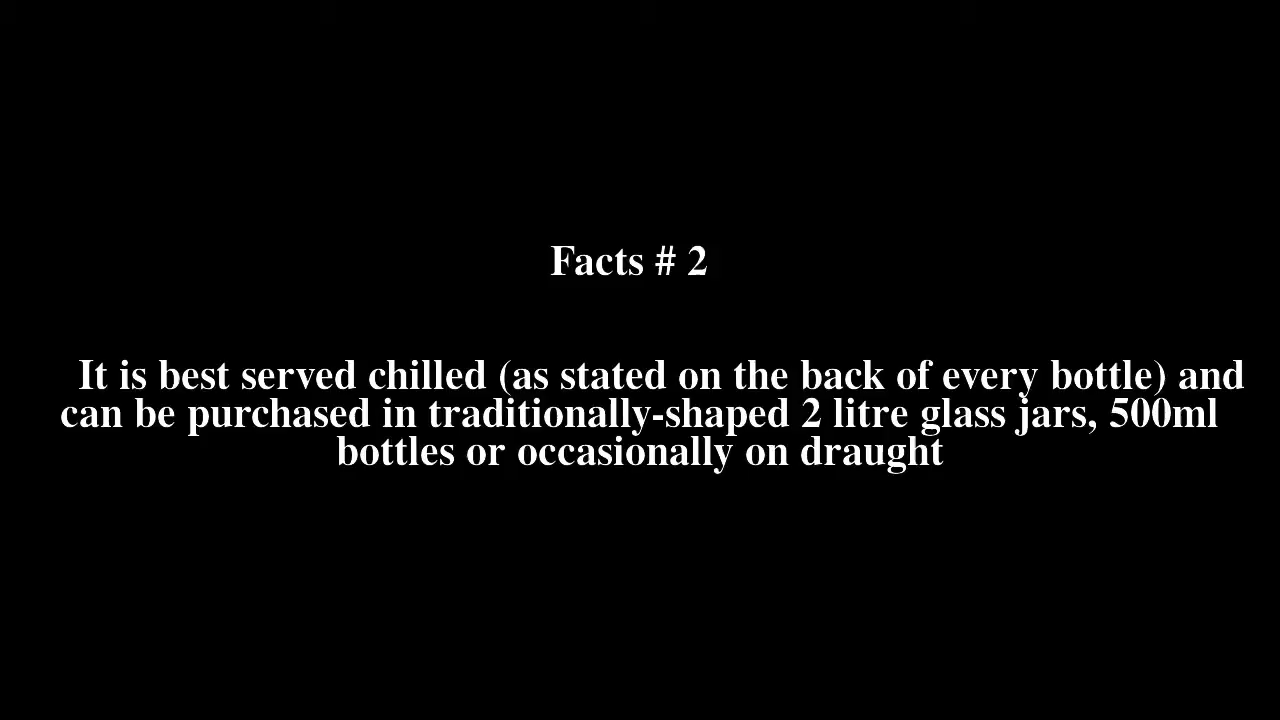 Facts # 2
It is best served chilled (as stated on the back of every bottle) and
can be purchased in traditionally-shaped 2 litre glass jars, 500ml
bottles or occasionally on draught